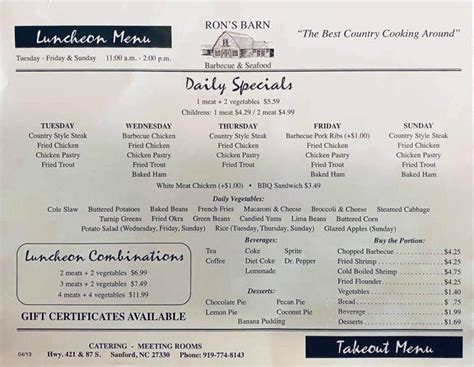 Luncheon Menu
Tuesday - Friday & Sunday 11:00 a.m. - 2:00 p.m.
RON'S BARN
Barbecue & Seafood
"The Best Country Cooking Around"
Daily Specials
1 meat + 2 vegetables $5.59
Childrens: 1 meat $4.29 / 2 meat $4.99
TUESDAY
Country Style Steak
Fried Chicken
Chicken Pastry
Fried Trout
WEDNESDAY
Barbecue Chicken
Fried Chicken
Chicken Pastry
Fried Trout
Baked Ham
THURSDAY
Country Style Steak
Fried Chicken
Chicken Pastry
Fried Trout
FRIDAY
Barbecue Pork Ribs (+$1.00)
Fried Chicken
Chicken Pastry
Fried Trout
Baked Ham
SUNDAY
Country Style Steak
Fried Chicken
Chicken Pastry
Fried Trout
Baked Ham
White Meat Chicken (+$1.00) • BBQ Sandwich $3.49
Daily Vegetables:
Cole Slaw Buttered Potatoes Baked Beans French Fries Macaroni & Cheese Broccoli & Cheese Steamed Cabbage
Turnip Greens Fried Okra Green Beans Candied Yams Lima Beans Buttered Corn
Potato Salad (Wednesday, Friday, Sunday) Rice (Tuesday, Thursday, Sunday) Glazed Apples (Sunday)
Luncheon Combinations
2 meats + 2 vegetables $6.99
3 meats + 3 vegetables $7.49
4 meats + 4 vegetables $11.99
GIFT CERTIFICATES AVAILABLE
Beverages:
Tea Coke Sprite
Coffee Diet Coke Dr. Pepper
Lemonade
Desserts:
Chocolate Pie Pecan Pie
Coconut Pie Lemon Pie
Banana Pudding
Buy the Portion:
Chopped Barbecue $4.25
Fried Shrimp $4.25
Cold Boiled Shrimp $4.75
Fried Flounder $4.25
Vegetables $1.40
Bread $ .75
Beverage $1.50
Dessert $2.00
04/13
CATERING - MEETING ROOMS
Hwy. 421 & 87 S. Sanford, NC 27330 Phone: 919-774-8143
Takeout Menu